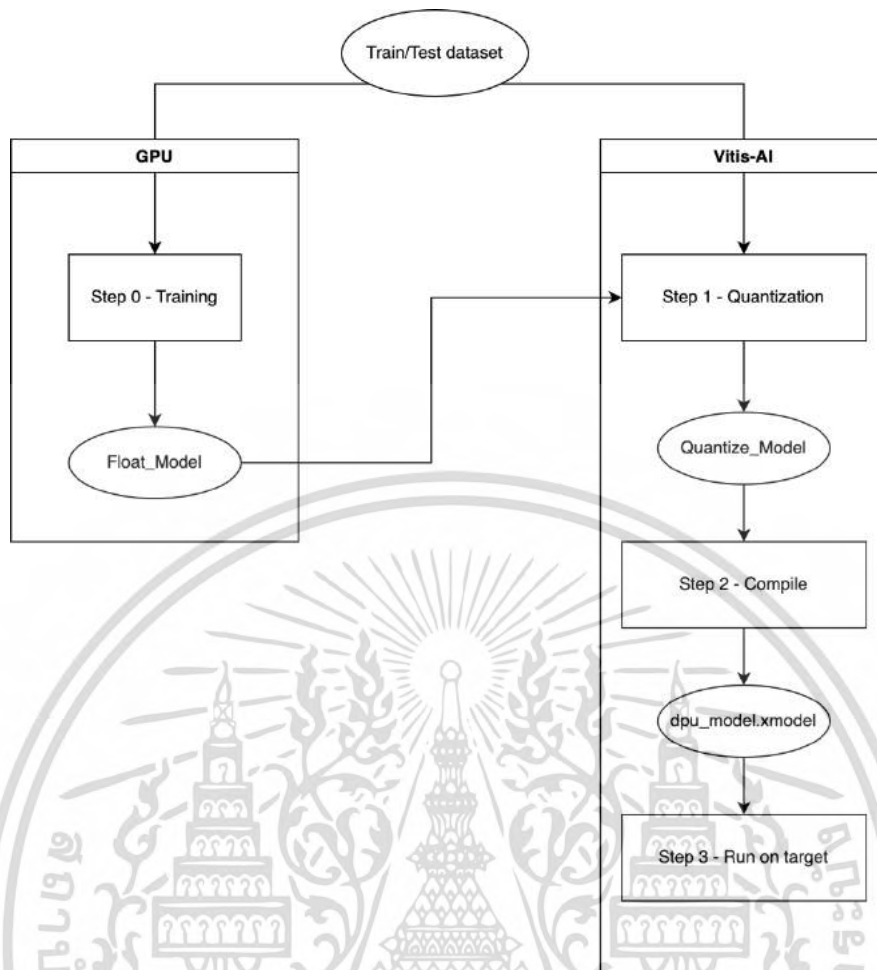 Train/Test dataset
GPU
Vitis-AI
Step 0 - Training
Step 1 - Quantization
Float_Model
Quantize_Model
Step 2 - Compile
dpu_model.xmodel
Step 3 - Run on target